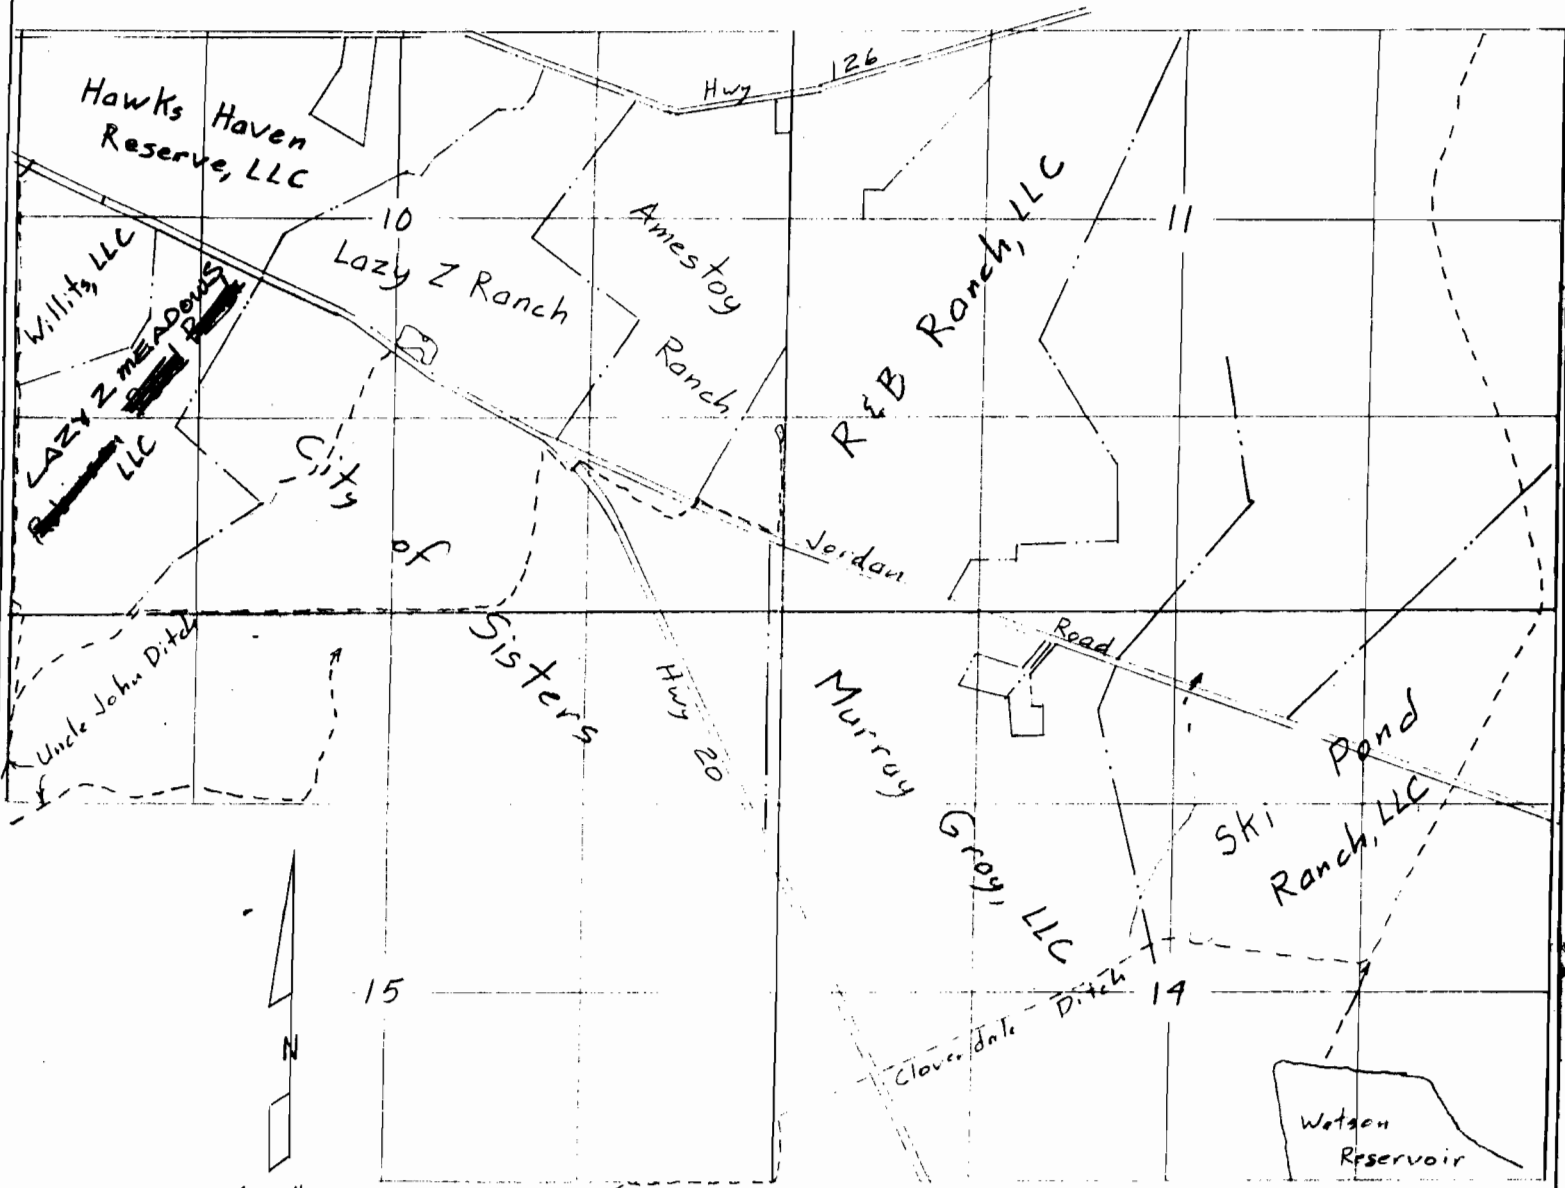 Hwy 126
Hawks Haven
Reserve, LLC
10
11
Willits, LLC
LAZY Z MEADOWS
LLC
Lazy Z Ranch
Amestoy
Ranch
R & B Ranch, LLC
City
of
Sisters
Jordan
Road
Uncle John Ditch
Hwy 20
Murray
Gray, LLC
Ski Pond
Ranch, LLC
15
14
N
Cloverdale Ditch
Watson
Reservoir